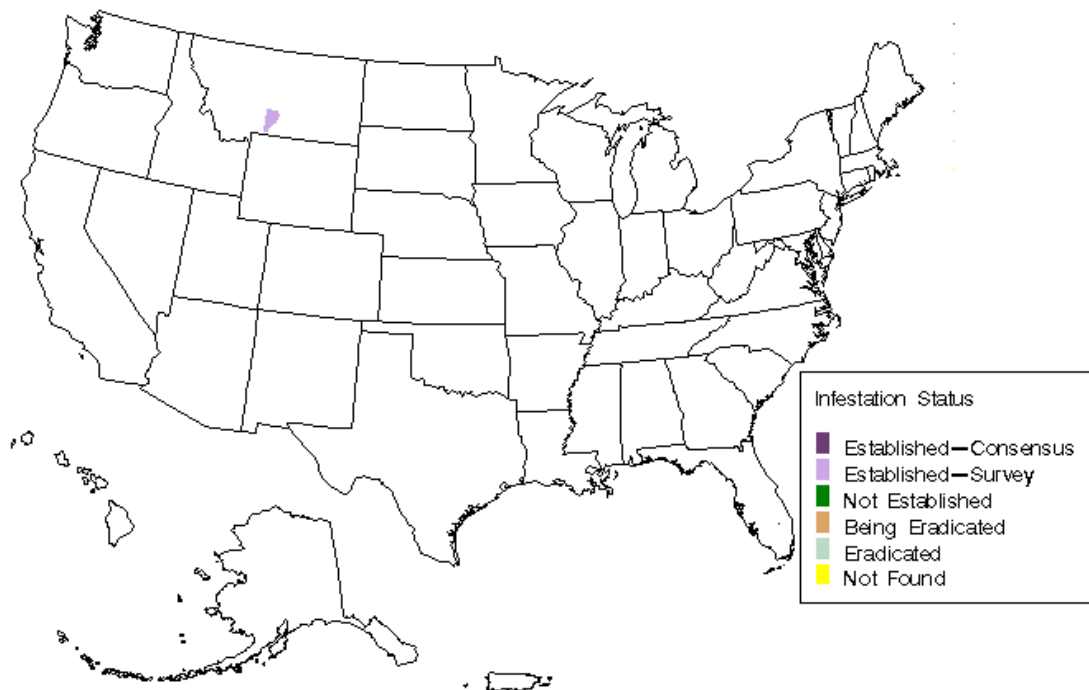 Infestation Status
Established—Consensus
Established—Survey
Not Established
Being Eradicated
Eradicated
Not Found